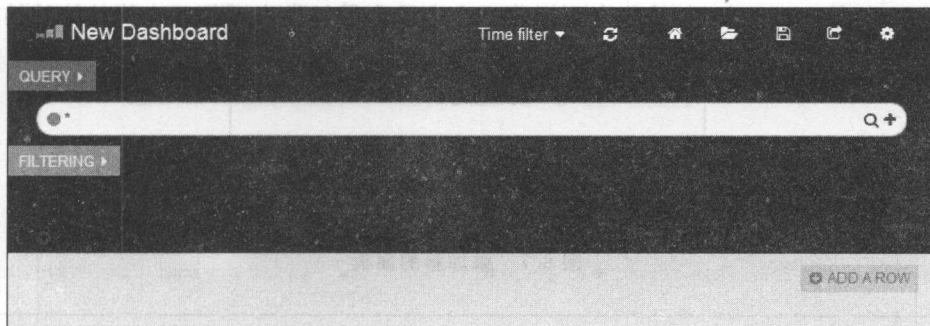 New Dashboard Time filter
QUERY
*
FILTERING
ADD A ROW